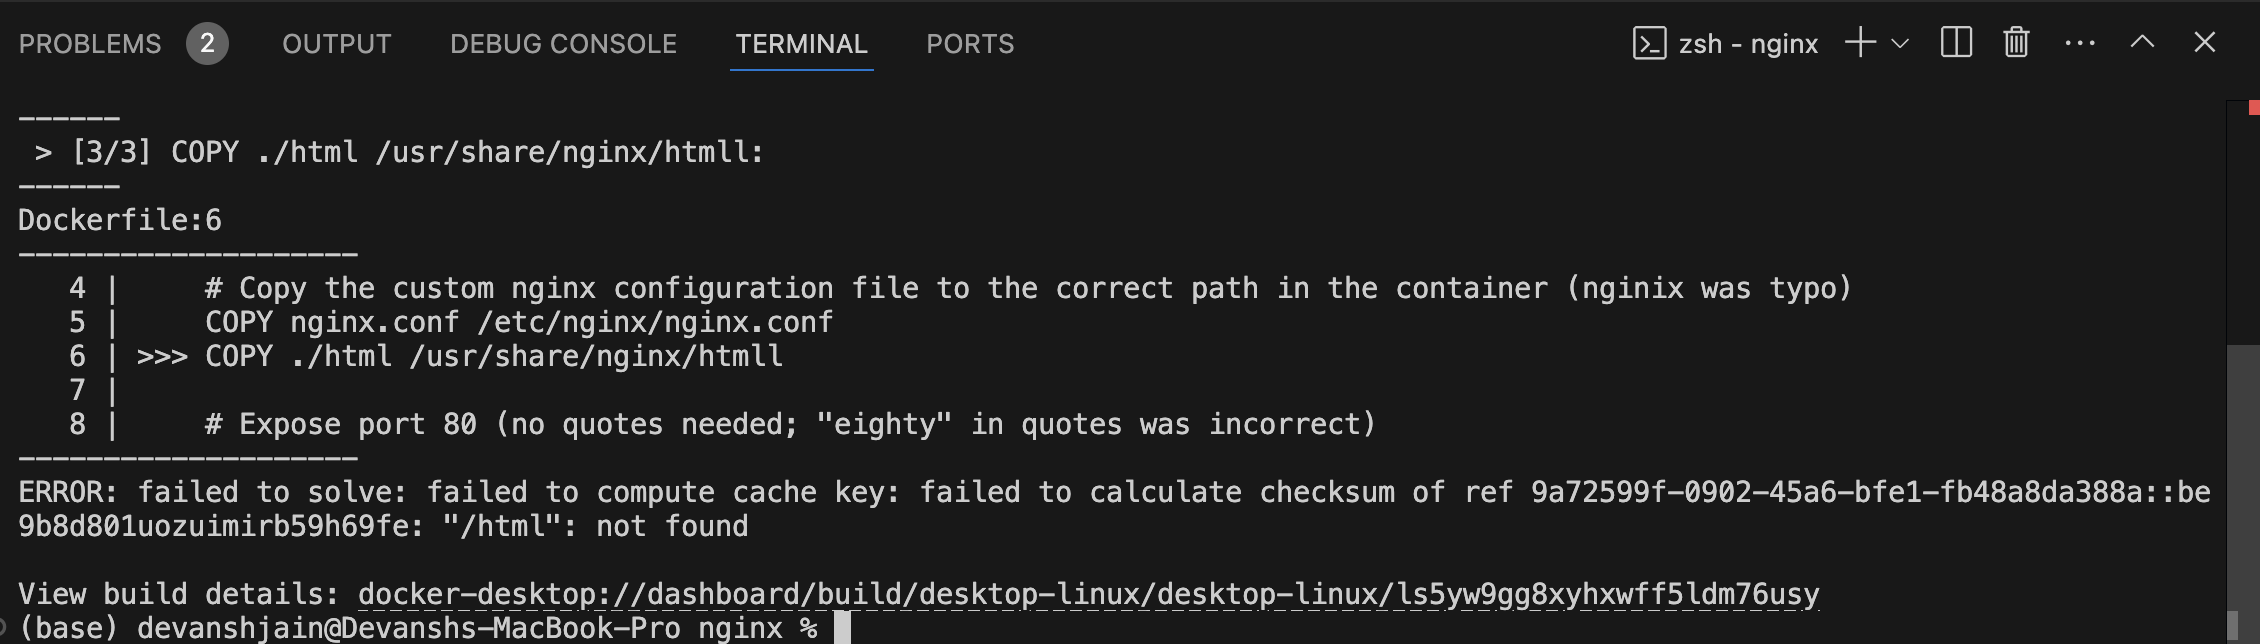 PROBLEMS 2 OUTPUT DEBUG CONSOLE TERMINAL PORTS zsh - nginx
------
 > [3/3] COPY ./html /usr/share/nginx/htmll:
------
Dockerfile:6
--------------------
   4 |     # Copy the custom nginx configuration file to the correct path in the container (nginix was typo)
   5 |     COPY nginx.conf /etc/nginx/nginx.conf
   6 | >>> COPY ./html /usr/share/nginx/htmll
   7 |
   8 |     # Expose port 80 (no quotes needed; "eighty" in quotes was incorrect)
--------------------
ERROR: failed to solve: failed to compute cache key: failed to calculate checksum of ref 9a72599f-0902-45a6-bfe1-fb48a8da388a::be
9b8d801uozuimirb59h69fe: "/html": not found
View build details: docker-desktop://dashboard/build/desktop-linux/desktop-linux/ls5yw9gg8xyhxwff5ldm76usy
(base) devanshjain@Devanshs-MacBook-Pro nginx %